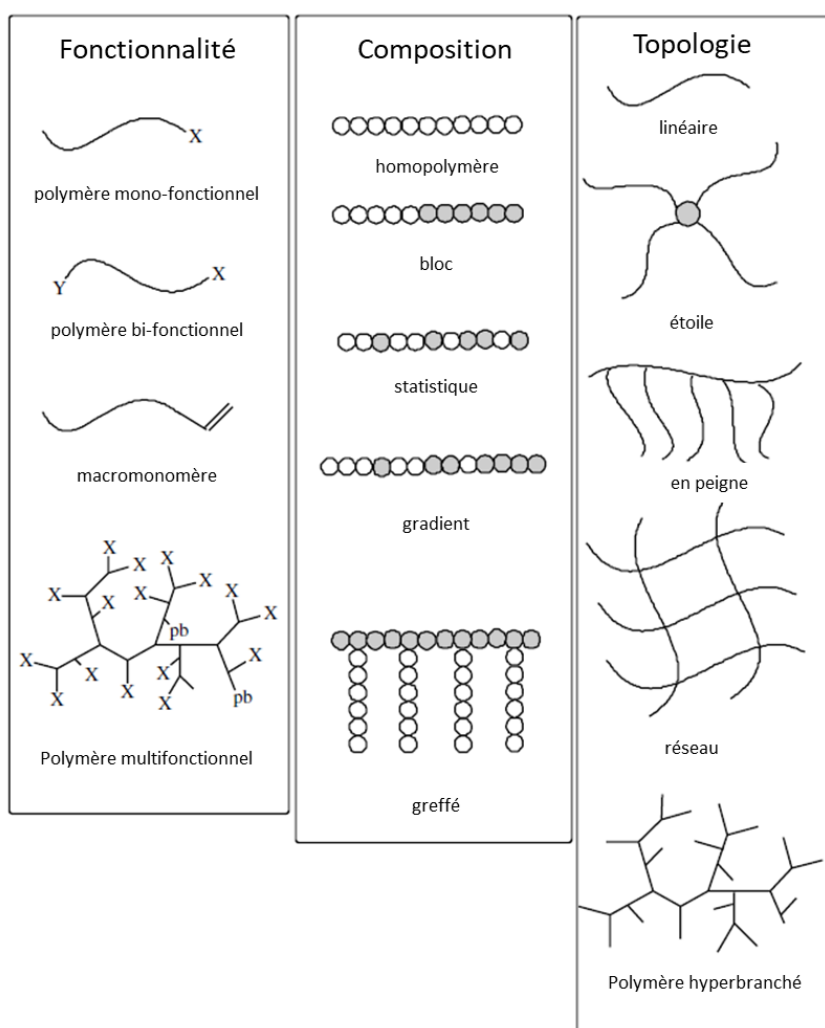 Fonctionnalité
X
polymère mono-fonctionnel
Y
X
polymère bi-fonctionnel
macromonomère
X
X
X
X
X
X
X
X
X
X
pb
X
X
X
X
X
X
X
pb
Polymère multifonctionnel
Composition
homopolymère
bloc
statistique
gradient
greffé
Topologie
linéaire
étoile
en peigne
réseau
Polymère hyperbranché